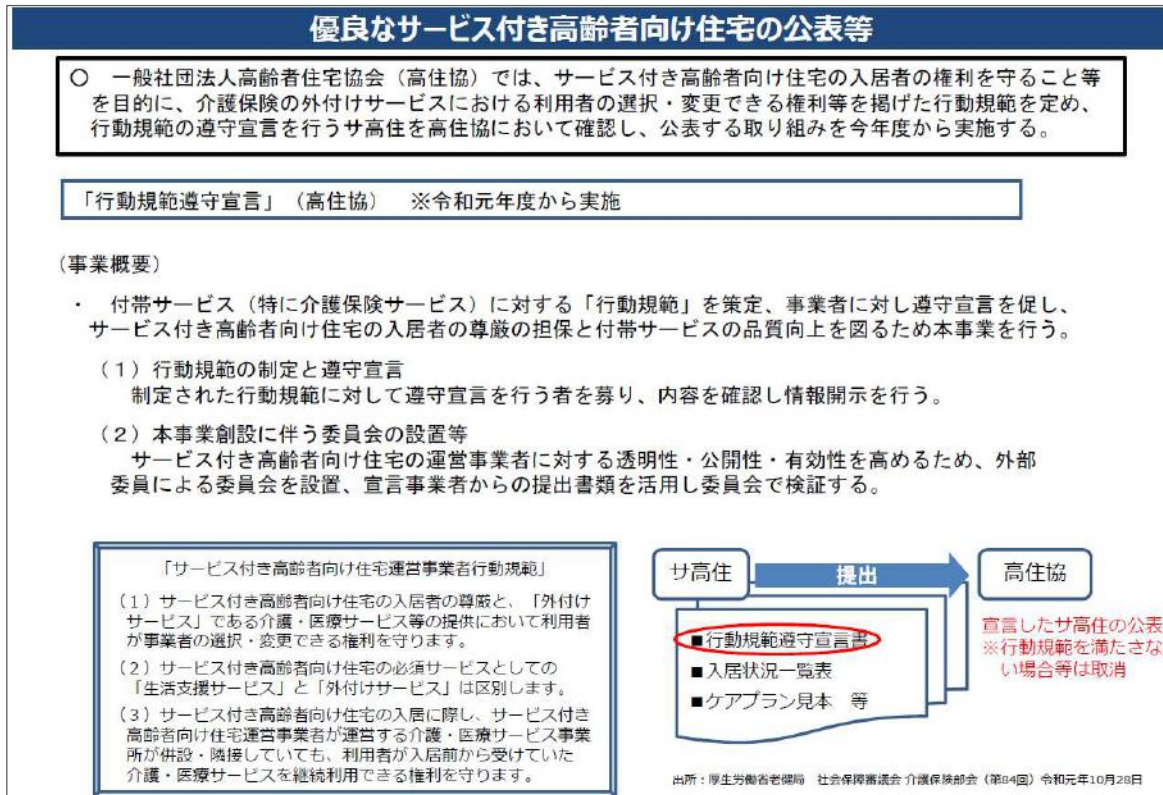 優良なサービス付き高齢者向け住宅の公表等
○　一般社団法人高齢者住宅協会（高住協）では、サービス付き高齢者向け住宅の入居者の権利を守ること等
を目的に、介護保険の外付けサービスにおける利用者の選択・変更できる権利等を掲げた行動規範を定め、
行動規範の遵守宣言を行うサ高住を高住協において確認し、公表する取り組みを今年度から実施する。
「行動規範遵守宣言」（高住協）　※令和元年度から実施
（事業概要）
・　付帯サービス（特に介護保険サービス）に対する「行動規範」を策定、事業者に対し遵守宣言を促し、
サービス付き高齢者向け住宅の入居者の尊厳の担保と付帯サービスの品質向上を図るため本事業を行う。
（１）行動規範の制定と遵守宣言
制定された行動規範に対して遵守宣言を行う者を募り、内容を確認し情報開示を行う。
（２）本事業創設に伴う委員会の設置等
サービス付き高齢者向け住宅の運営事業者に対する透明性・公開性・有効性を高めるため、外部
委員による委員会を設置、宣言事業者からの提出書類を活用し委員会で検証する。
「サービス付き高齢者向け住宅運営事業者行動規範」
（１）サービス付き高齢者向け住宅の入居者の尊厳と、「外付け
サービス」である介護・医療サービス等の提供において利用者
が事業者の選択・変更できる権利を守ります。
（２）サービス付き高齢者向け住宅の必須サービスとしての
「生活支援サービス」と「外付けサービス」は区別します。
（３）サービス付き高齢者向け住宅の入居に際し、サービス付き
高齢者向け住宅運営事業者が運営する介護・医療サービス事業
所が併設・隣接していても、利用者が入居前から受けていた
介護・医療サービスを継続利用できる権利を守ります。
サ高住
提出
高住協
■行動規範遵守宣言書
■入居状況一覧表
■ケアプラン見本　等
宣言したサ高住の公表
※行動規範を満たさな
い場合等は取消
出所：厚生労働省老健局　社会保障審議会 介護保険部会（第84回）令和元年10月28日